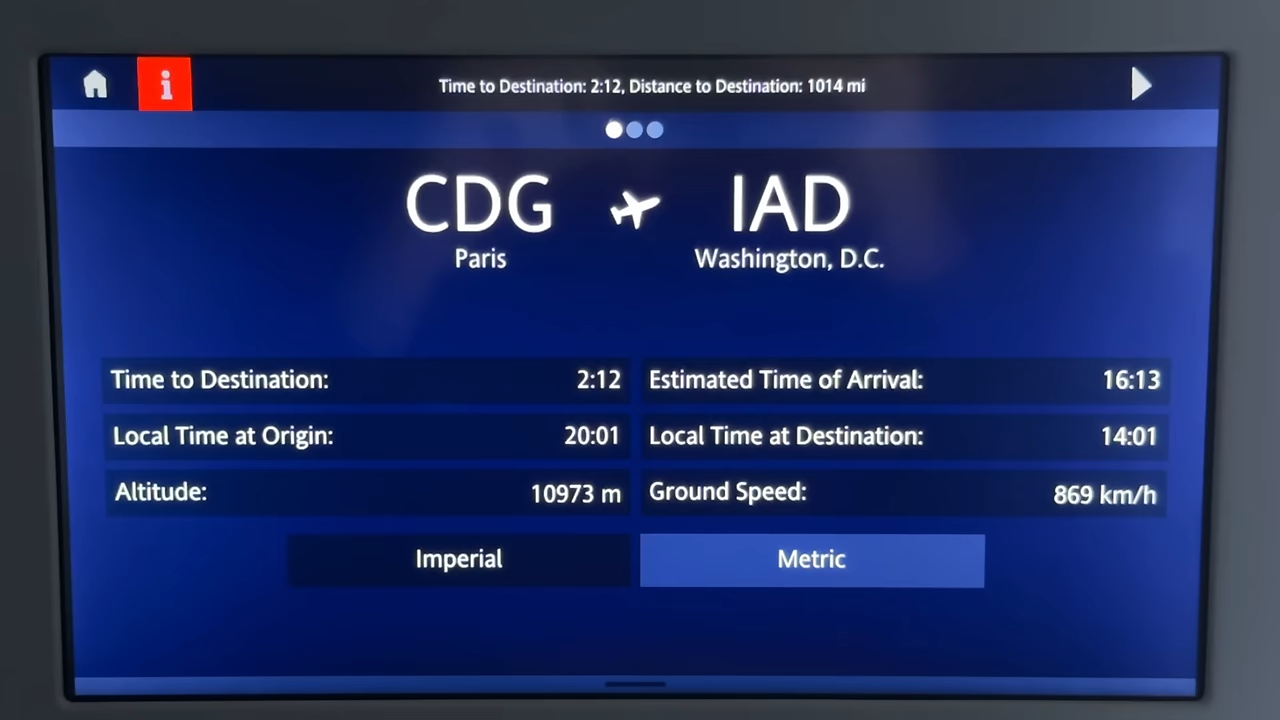 i
Time to Destination: 2:12, Distance to Destination: 1014 mi
CDG IAD
Paris Washington, D.C.
Time to Destination: 2:12 Estimated Time of Arrival: 16:13
Local Time at Origin: 20:01 Local Time at Destination: 14:01
Altitude: 10973 m Ground Speed: 869 km/h
Imperial Metric